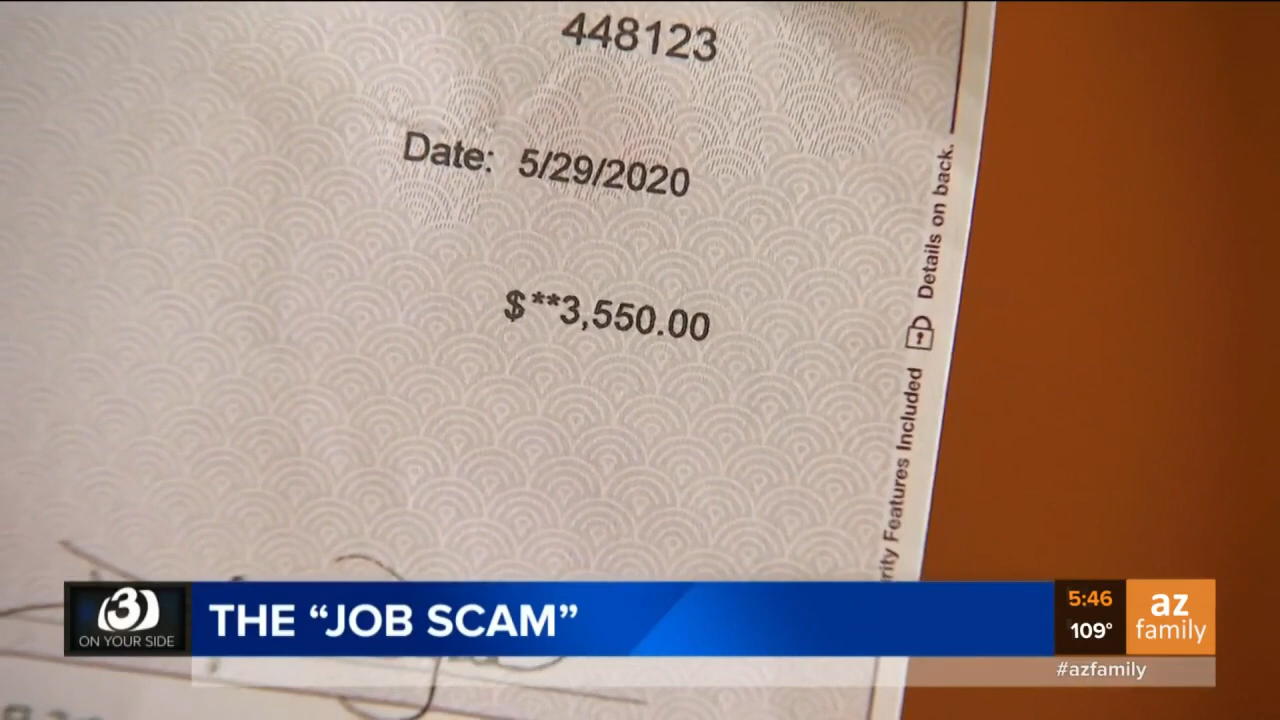 448123
Date: 5/29/2020
$**3,550.00
rity Features Included Details on back.
3
ON YOUR SIDE
THE “JOB SCAM”
5:46
109°
az
family
#azfamily